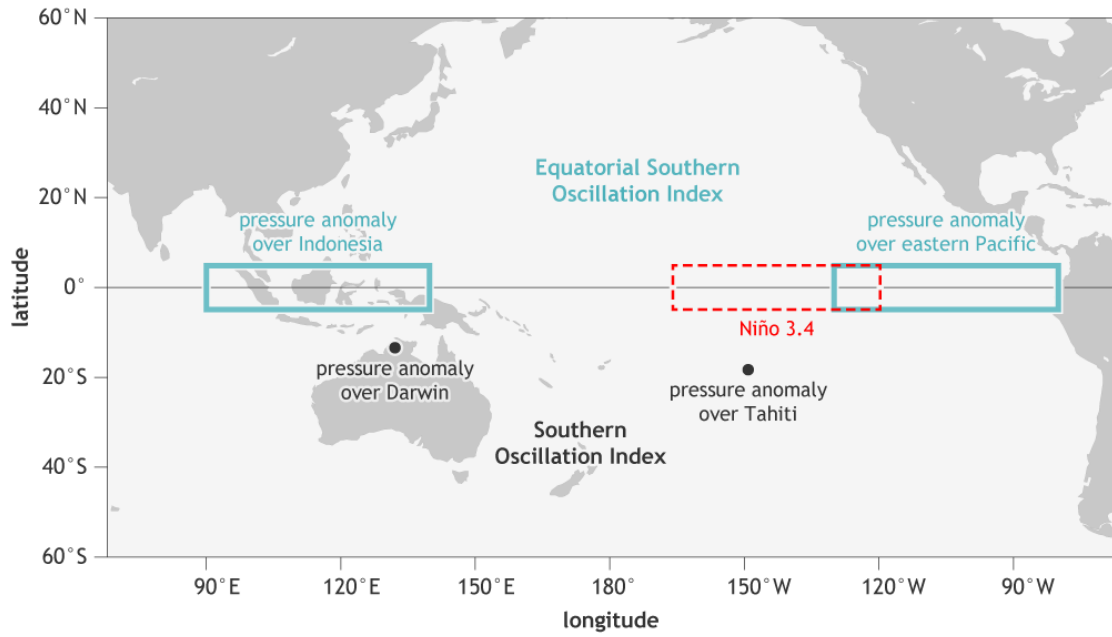 60°N
40°N
20°N
0°
20°S
40°S
60°S
latitude
Equatorial Southern
Oscillation Index
pressure anomaly
over Indonesia
pressure anomaly
over eastern Pacific
Niño 3.4
pressure anomaly
over Darwin
pressure anomaly
over Tahiti
Southern
Oscillation Index
90°E
120°E
150°E
180°
150°W
120°W
90°W
longitude